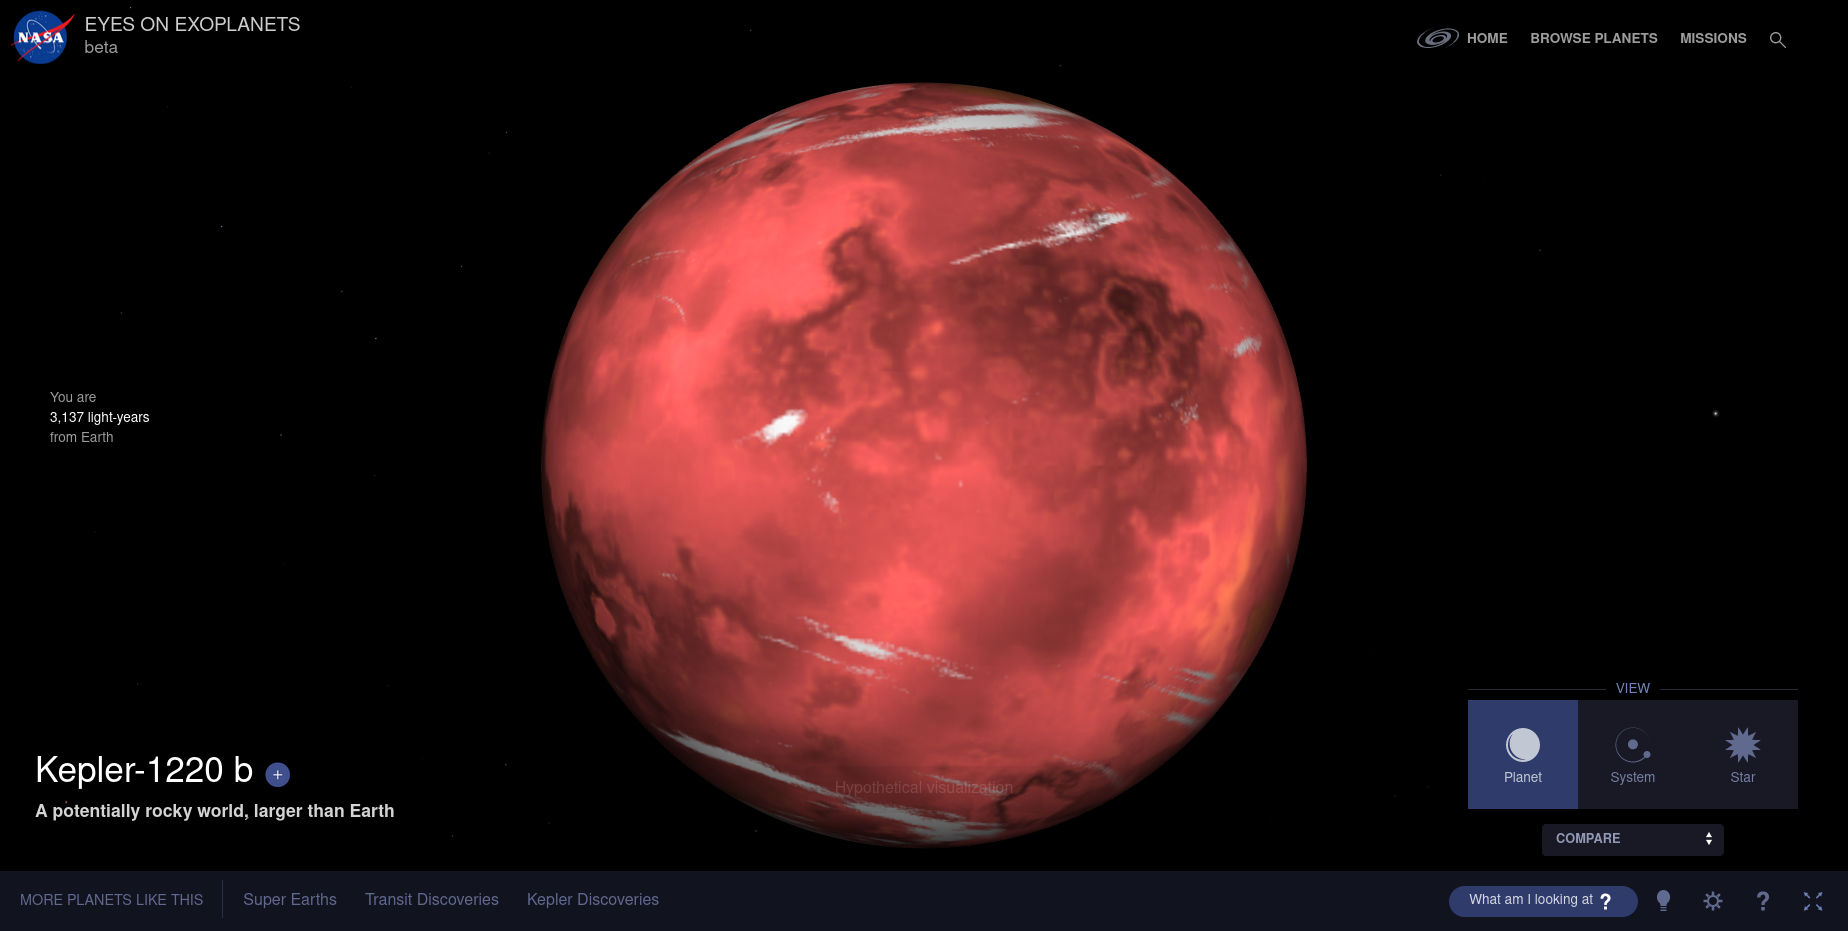 NASA
EYES ON EXOPLANETS
beta
HOME
BROWSE PLANETS
MISSIONS
You are
3,137 light-years
from Earth
Kepler-1220 b +
A potentially rocky world, larger than Earth
Hypothetical visualization
VIEW
Planet
System
Star
COMPARE
MORE PLANETS LIKE THIS
Super Earths
Transit Discoveries
Kepler Discoveries
What am I looking at ?
?